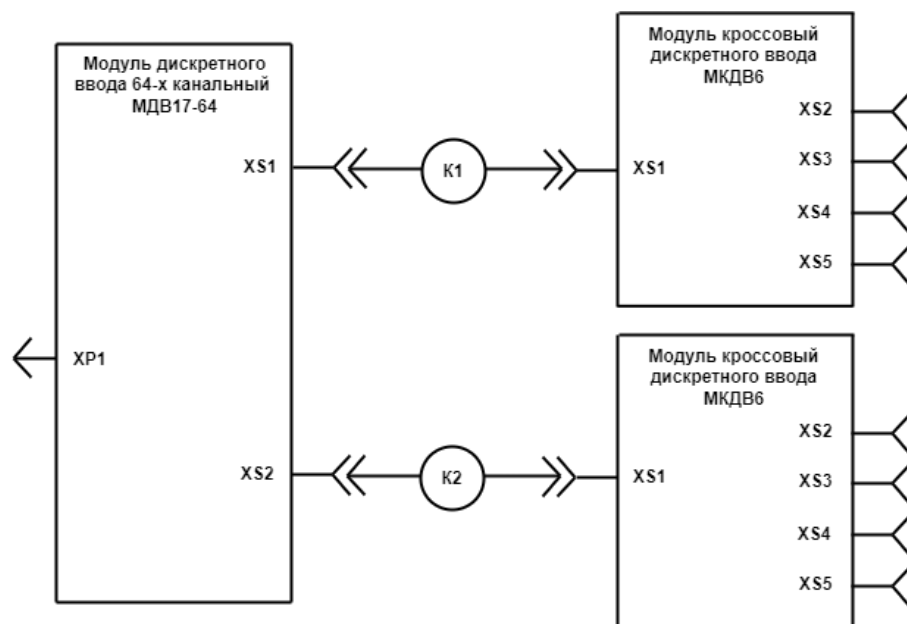 Модуль дискретного
ввода 64-х канальный
МДВ17-64
XS1
XP1
XS2
К1
К2
Модуль кроссовый
дискретного ввода
МКДВ6
XS2
XS3
XS1
XS4
XS5
Модуль кроссовый
дискретного ввода
МКДВ6
XS2
XS3
XS1
XS4
XS5